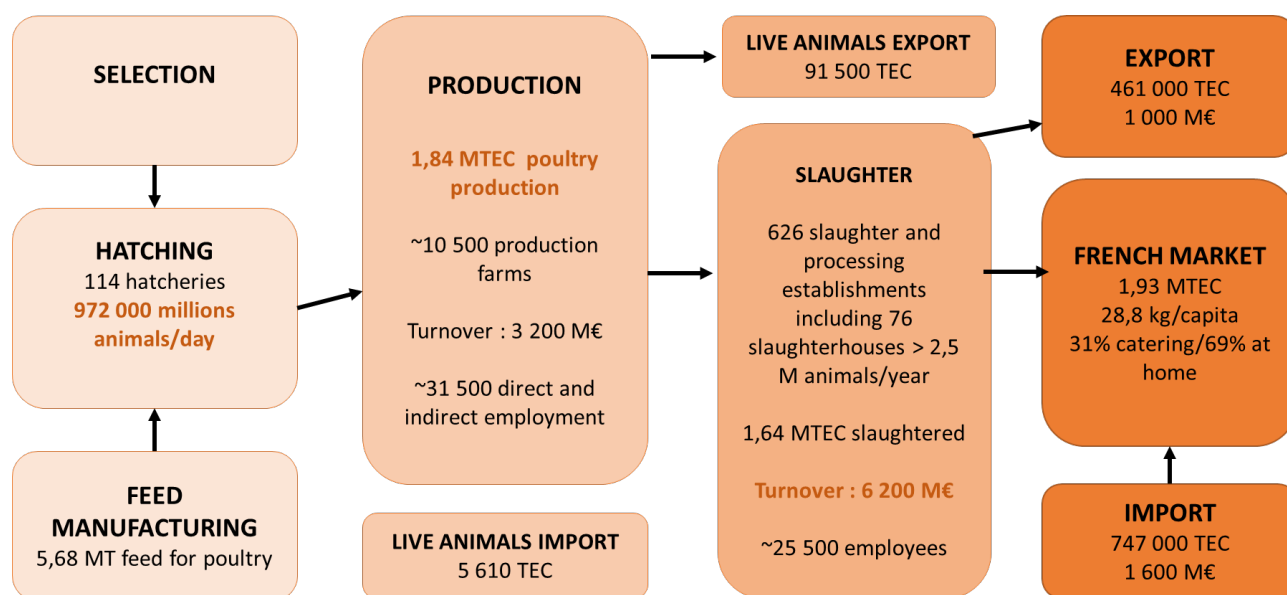 SELECTION
HATCHING
114 hatcheries
972 000 millions
animals/day
FEED
MANUFACTURING
5,68 MT feed for poultry
PRODUCTION
1,84 MTEC poultry
production
~10 500 production
farms
Turnover : 3 200 M€
~31 500 direct and
indirect employment
LIVE ANIMALS IMPORT
5 610 TEC
LIVE ANIMALS EXPORT
91 500 TEC
SLAUGHTER
626 slaughter and
processing
establishments
including 76
slaughterhouses > 2,5
M animals/year
1,64 MTEC slaughtered
Turnover : 6 200 M€
~25 500 employees
EXPORT
461 000 TEC
1 000 M€
FRENCH MARKET
1,93 MTEC
28,8 kg/capita
31% catering/69% at
home
IMPORT
747 000 TEC
1 600 M€